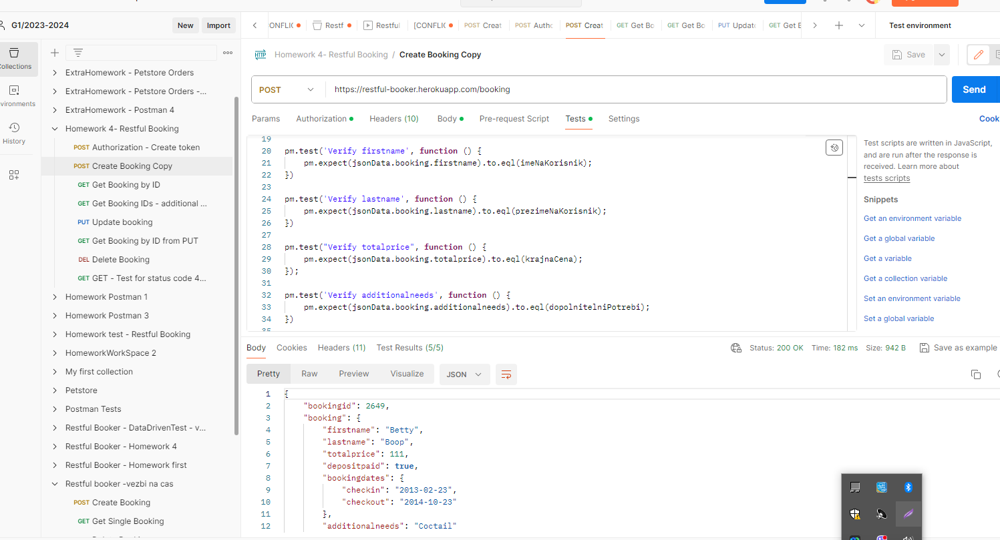 G1/2023-2024
New
Import
Restf
Restful
[CONFLIC
POST Creat
POST Autho
POST Creat
GET Get Bo
GET Get Bo
PUT Update
GET Get B
Test environment
Collections
History
ExtraHomework - Petstore Orders
ExtraHomework - Petstore Orders -...
ExtraHomework - Postman 4
Homework 4- Restful Booking
POST Authorization - Create token
POST Create Booking Copy
GET Get Booking by ID
GET Get Booking IDs - additional ...
PUT Update booking
GET Get Booking by ID from PUT
DEL Delete Booking
GET GET - Test for status code 4...
Homework Postman 1
Homework Postman 3
Homework test - Restful Booking
HomeworkWorkSpace 2
My first collection
Petstore
Postman Tests
Restful Booker - DataDrivenTest - v...
Restful Booker - Homework 4
Restful Booker - Homework first
Restful booker -vezbi na cas
POST Create Booking
GET Get Single Booking
HTTP Homework 4- Restful Booking / Create Booking Copy
Save
POST https://restful-booker.herokuapp.com/booking
Send
Params Authorization Headers (10) Body Pre-request Script Tests Settings
Cook
19
20 pm.test('Verify firstname', function () {
21 pm.expect(jsonData.booking.firstname).to.eql(imeNaKorisnik);
22 })
23
24 pm.test('Verify lastname', function () {
25 pm.expect(jsonData.booking.lastname).to.eql(prezimeNaKorisnik);
26 })
27
28 pm.test("Verify totalprice", function () {
29 pm.expect(jsonData.booking.totalprice).to.eql(krajnaCena);
30 });
31
32 pm.test('Verify additionalneeds', function () {
33 pm.expect(jsonData.booking.additionalneeds).to.eql(dopolnitelniPotrebi);
34 })
35
Test scripts are written in JavaScript,
and are run after the response is
received. Learn more about
tests scripts
Snippets
Get an environment variable
Get a global variable
Get a variable
Get a collection variable
Set an environment variable
Set a global variable
Body Cookies Headers (11) Test Results (5/5)
Status: 200 OK Time: 182 ms Size: 942 B Save as example
Pretty Raw Preview Visualize JSON
1 {
2 "bookingid": 2649,
3 "booking": {
4 "firstname": "Betty",
5 "lastname": "Boop",
6 "totalprice": 111,
7 "depositpaid": true,
8 "bookingdates": {
9 "checkin": "2013-02-23",
10 "checkout": "2014-10-23"
11 },
12 "additionalneeds": "Coctail"